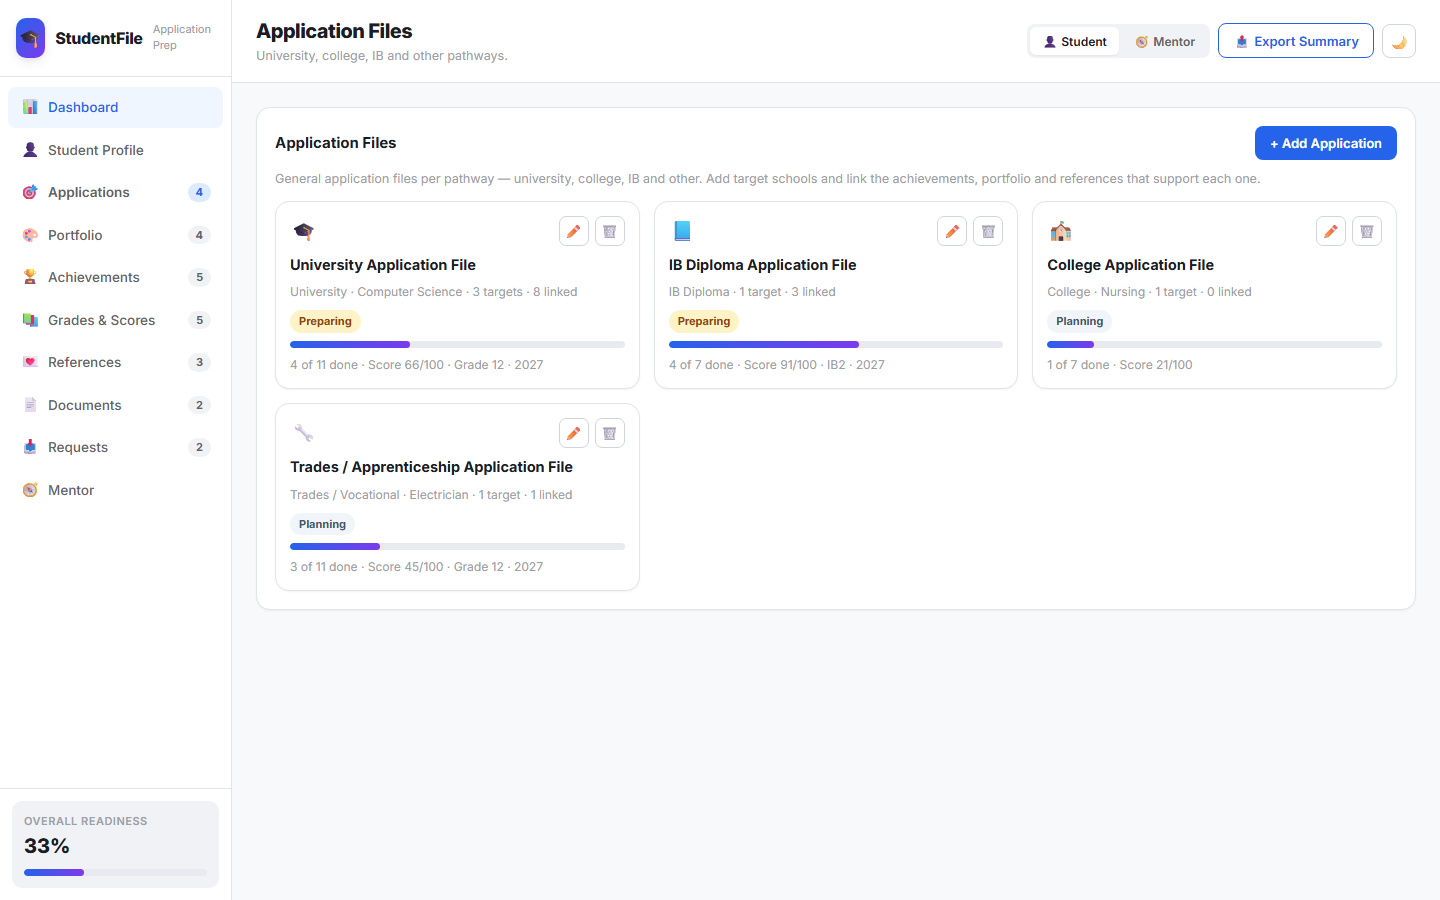 StudentFile
Application
Prep
Dashboard
Student Profile
Applications 4
Portfolio 4
Achievements 5
Grades & Scores 5
References 3
Documents 2
Requests 2
Mentor
OVERALL READINESS
33%
Application Files
University, college, IB and other pathways.
Student
Mentor
Export Summary
Application Files
+ Add Application
General application files per pathway — university, college, IB and other. Add target schools and link the achievements, portfolio and references that support each one.
University Application File
University · Computer Science · 3 targets · 8 linked
Preparing
4 of 11 done · Score 66/100 · Grade 12 · 2027
IB Diploma Application File
IB Diploma · 1 target · 3 linked
Preparing
4 of 7 done · Score 91/100 · IB2 · 2027
College Application File
College · Nursing · 1 target · 0 linked
Planning
1 of 7 done · Score 21/100
Trades / Apprenticeship Application File
Trades / Vocational · Electrician · 1 target · 1 linked
Planning
3 of 11 done · Score 45/100 · Grade 12 · 2027